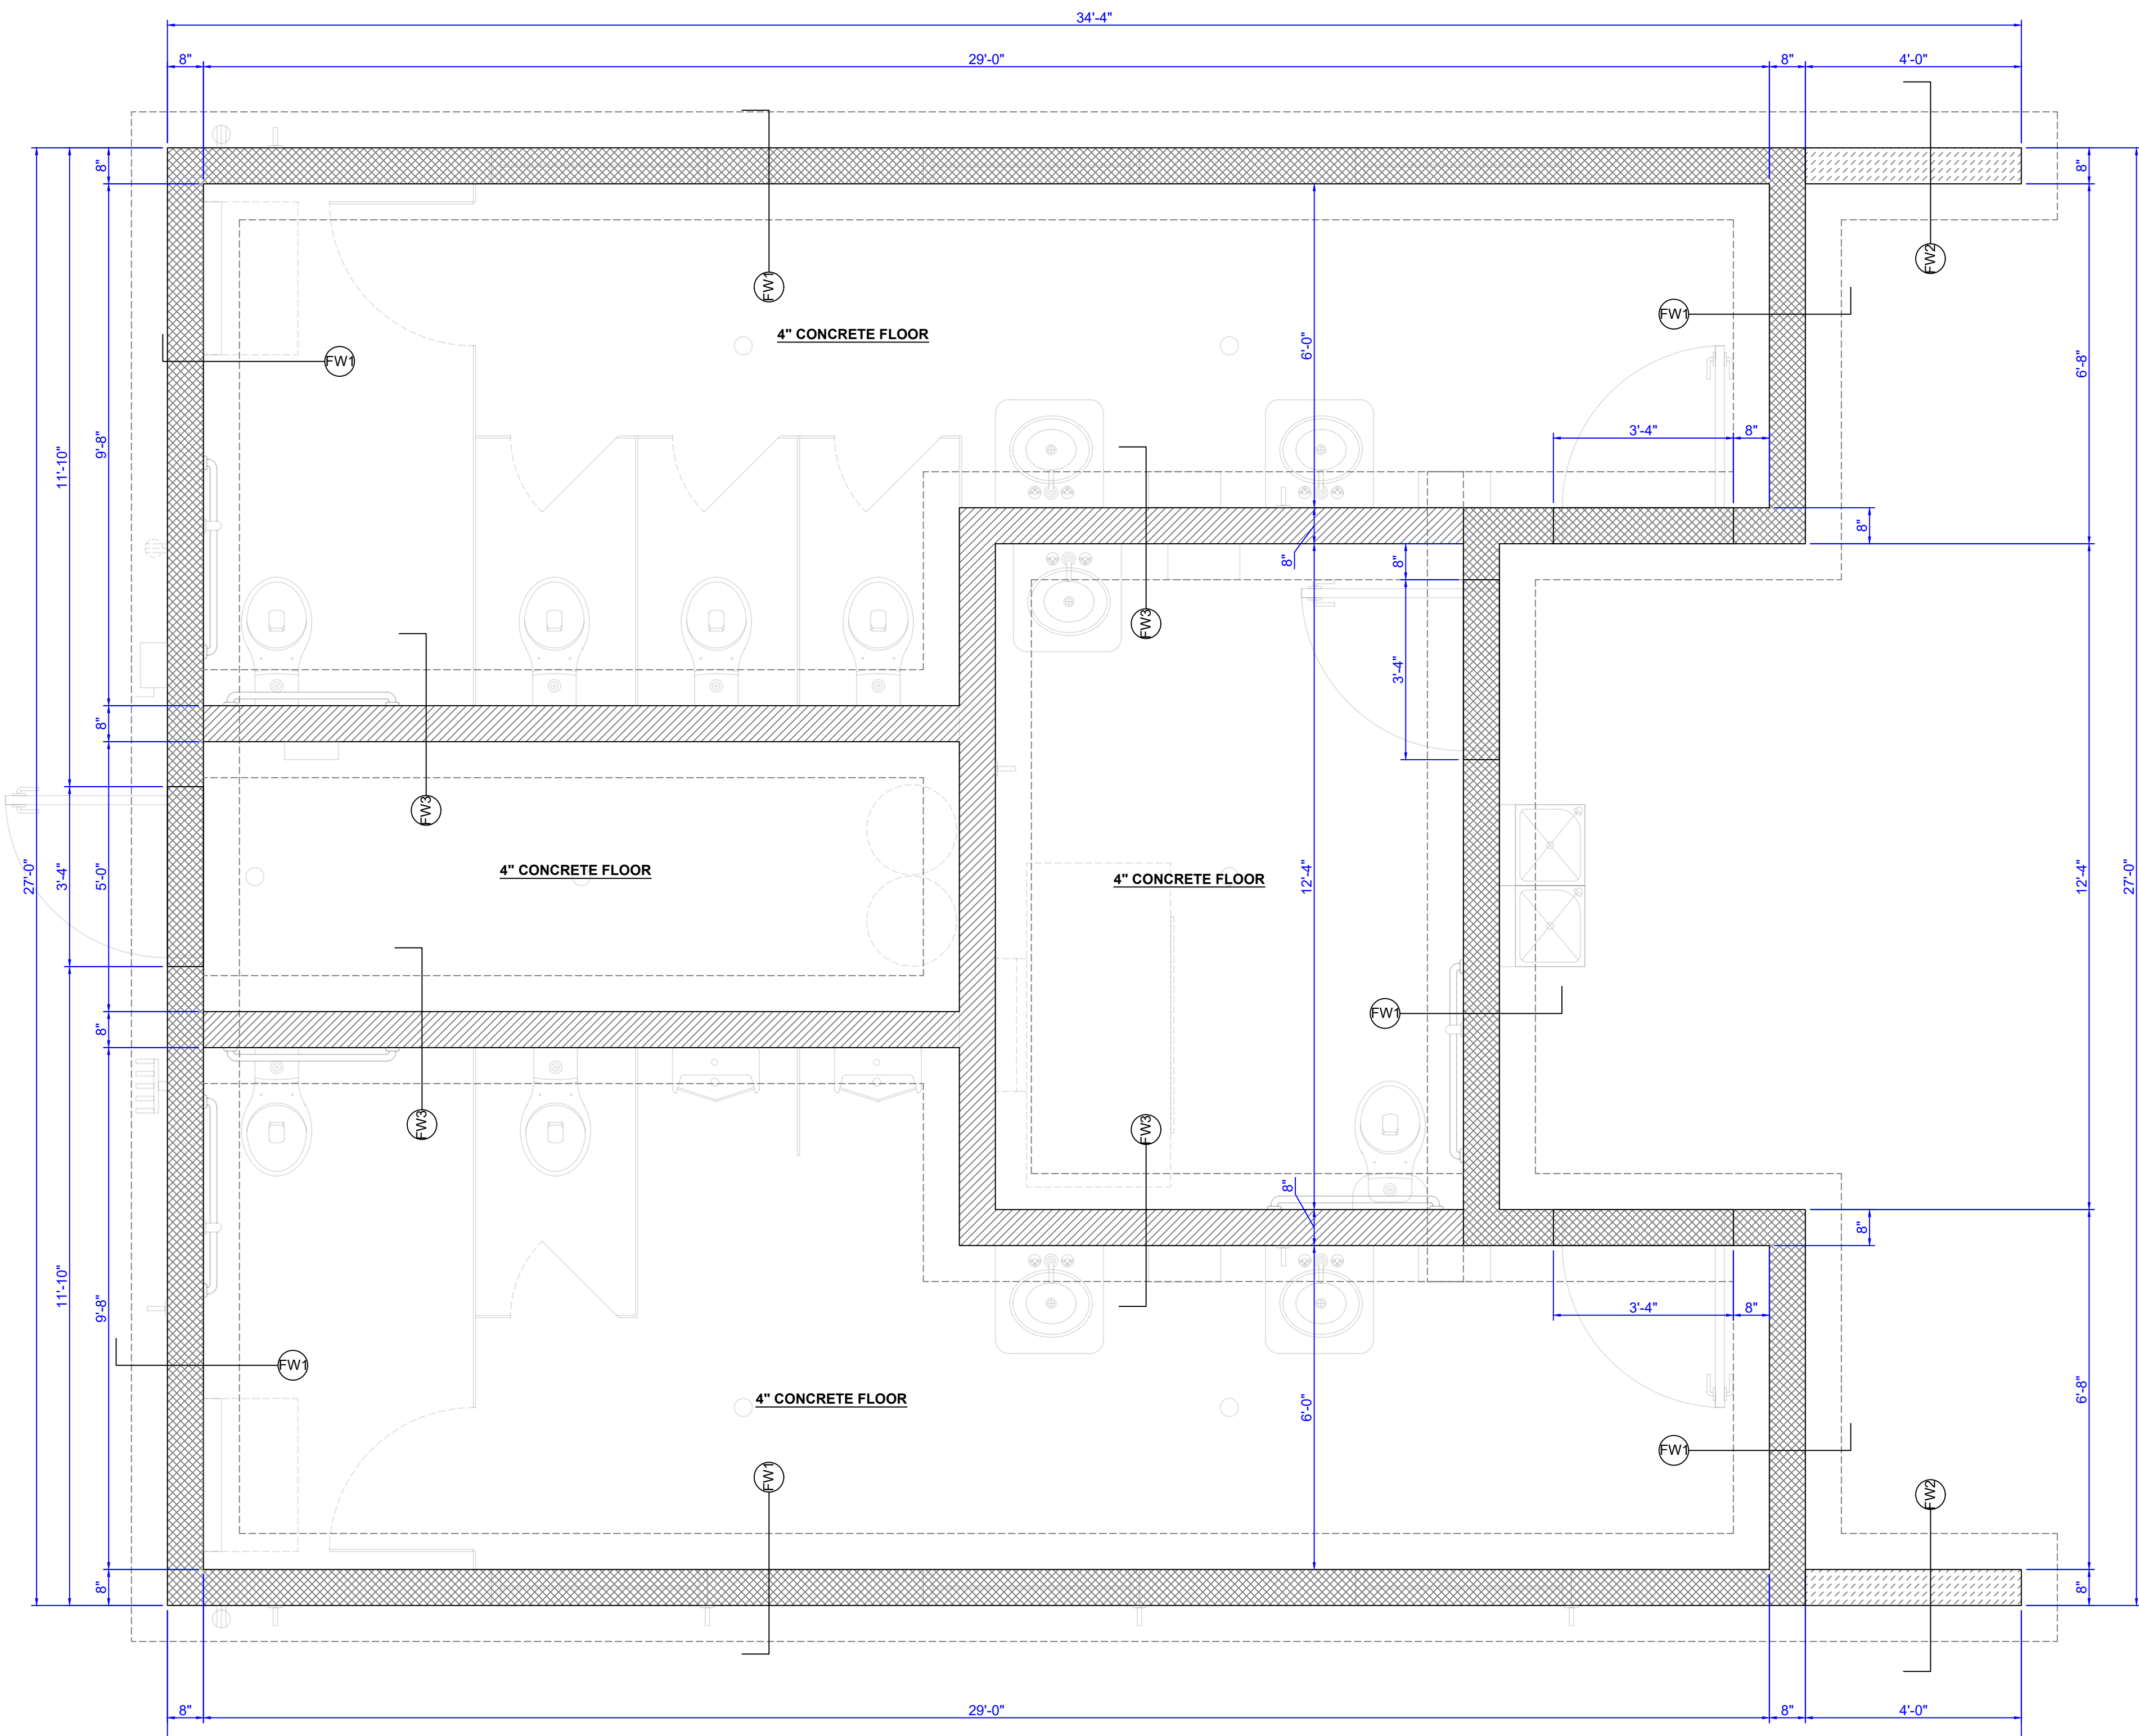 34'-4"
8"
29'-0"
8"
4'-0"
8"
8"
FW1
FW2
FW1
FW1
4" CONCRETE FLOOR
6'-0"
6'-8"
3'-4"
8"
9'-8"
11'-10"
8"
8"
8"
FW3
FW3
3'-4"
8"
FW3
27'-0"
3'-4"
5'-0"
4" CONCRETE FLOOR
4" CONCRETE FLOOR
12'-4"
12'-4"
27'-0"
8"
FW1
FW3
FW3
8"
8"
11'-10"
9'-8"
3'-4"
8"
FW1
4" CONCRETE FLOOR
6'-0"
6'-8"
FW1
FW1
FW2
8"
8"
8"
29'-0"
8"
4'-0"